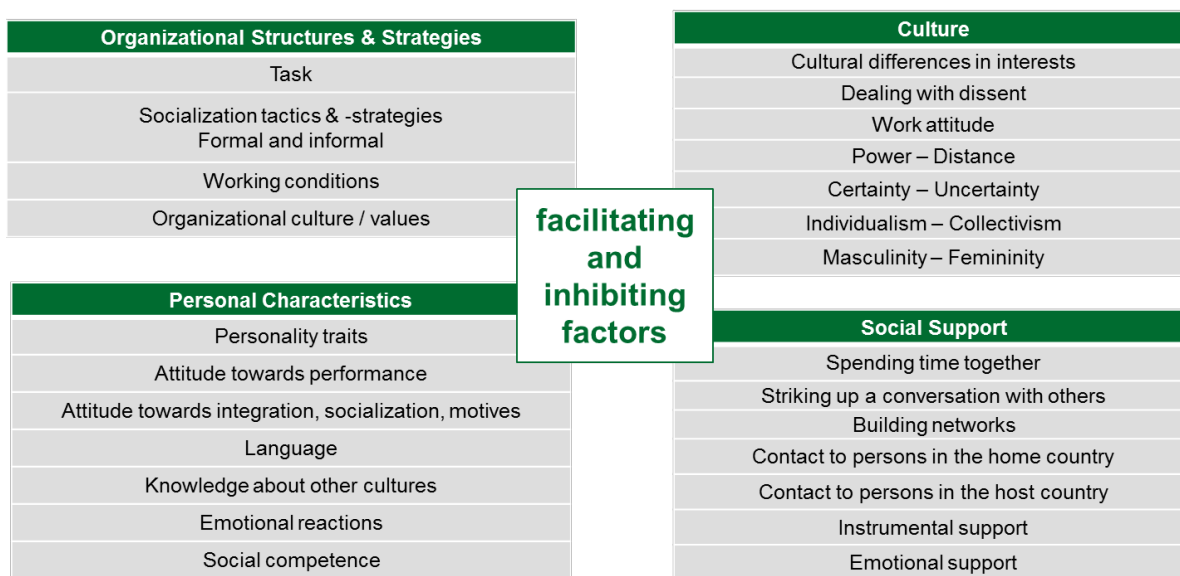 Organizational Structures & Strategies
Task
Socialization tactics & -strategies
Formal and informal
Working conditions
Organizational culture / values
Culture
Cultural differences in interests
Dealing with dissent
Work attitude
Power – Distance
Certainty – Uncertainty
Individualism – Collectivism
Masculinity – Femininity
facilitating
and
inhibiting
factors
Personal Characteristics
Personality traits
Attitude towards performance
Attitude towards integration, socialization, motives
Language
Knowledge about other cultures
Emotional reactions
Social competence
Social Support
Spending time together
Striking up a conversation with others
Building networks
Contact to persons in the home country
Contact to persons in the host country
Instrumental support
Emotional support